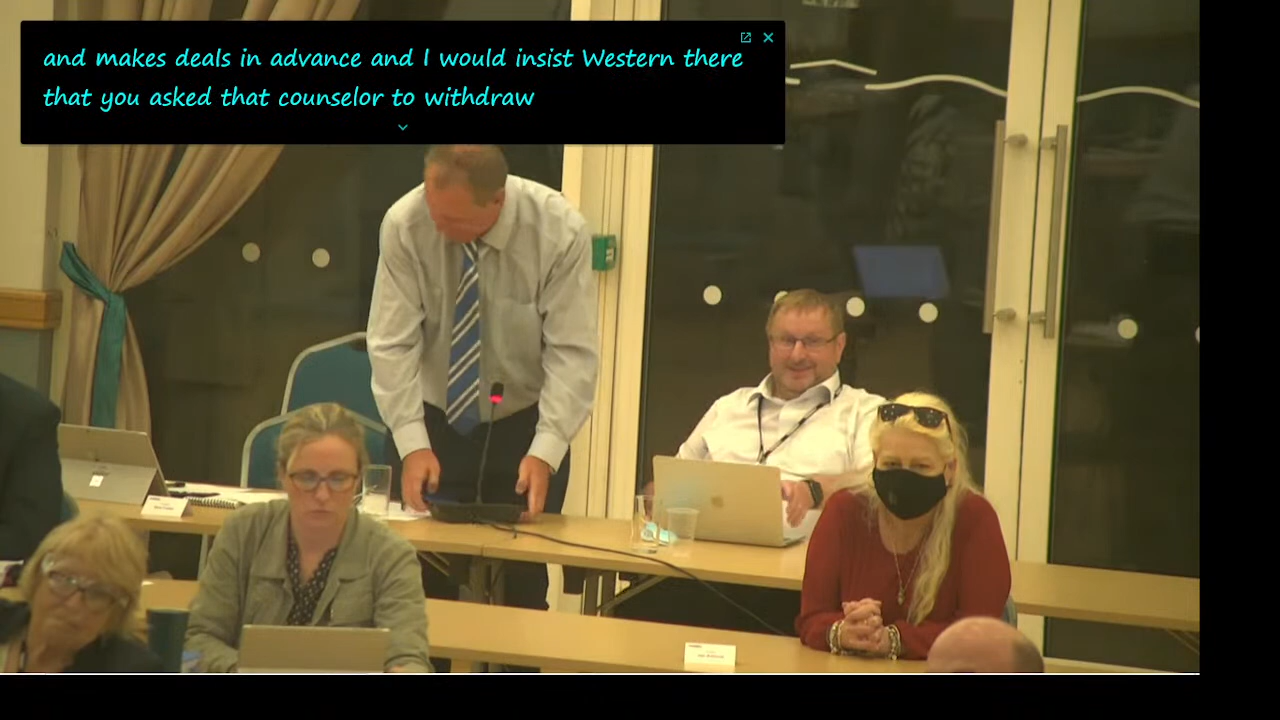 and makes deals in advance and I would insist Western there
that you asked that counselor to withdraw